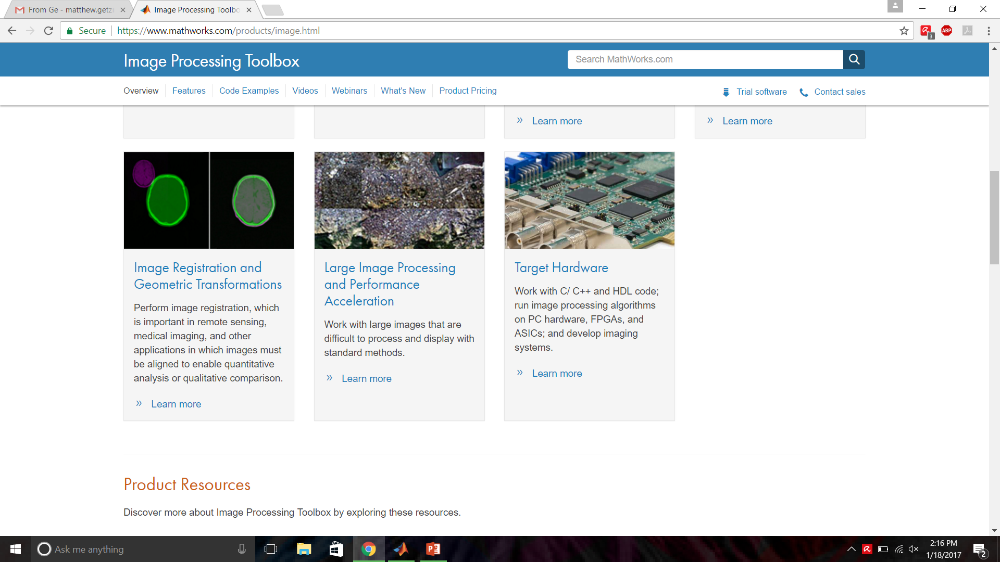 From Ge - matthew.getzi
Image Processing Toolbo
Secure
https://www.mathworks.com/products/image.html
ABP
3
Image Processing Toolbox
Search MathWorks.com
Overview
Features
Code Examples
Videos
Webinars
What's New
Product Pricing
Trial software
Contact sales
» Learn more
» Learn more
Image Registration and
Geometric Transformations
Perform image registration, which
is important in remote sensing,
medical imaging, and other
applications in which images must
be aligned to enable quantitative
analysis or qualitative comparison.
» Learn more
Large Image Processing
and Performance
Acceleration
Work with large images that are
difficult to process and display with
standard methods.
» Learn more
Target Hardware
Work with C/ C++ and HDL code;
run image processing algorithms
on PC hardware, FPGAs, and
ASICs; and develop imaging
systems.
» Learn more
Product Resources
Discover more about Image Processing Toolbox by exploring these resources.
Ask me anything
2:16 PM
1/18/2017
2